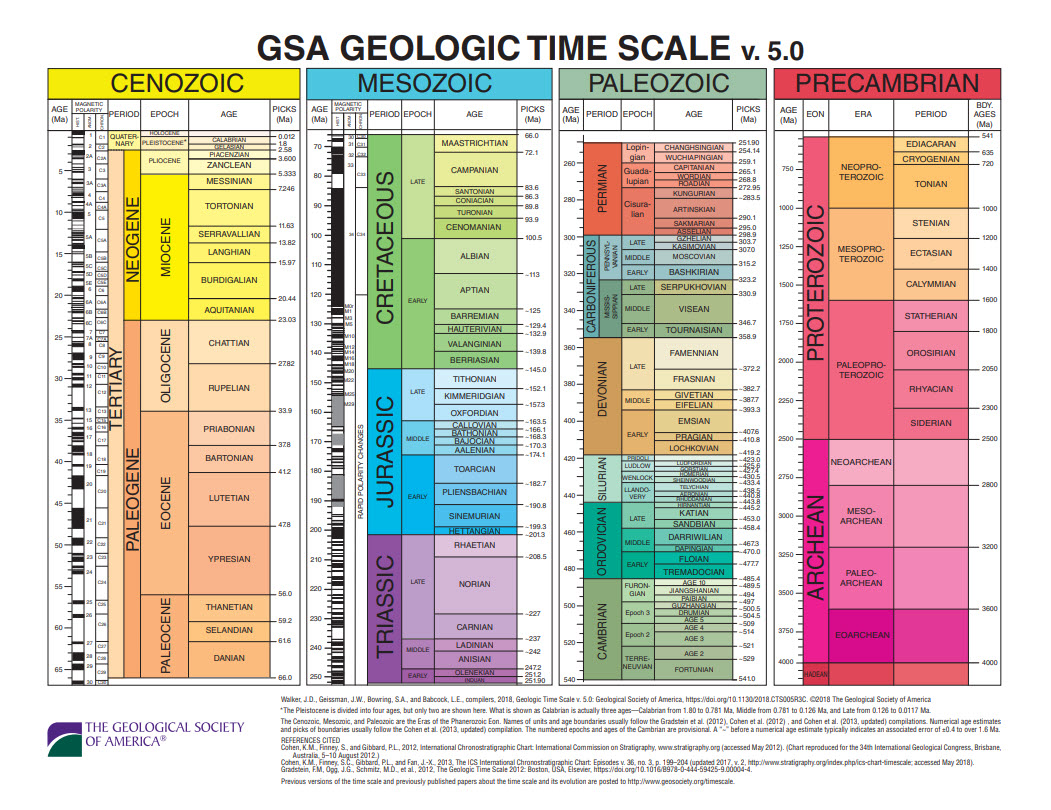 GSA GEOLOGIC TIME SCALE v. 5.0
CENOZOIC
AGE (Ma) MAGNETIC POLARITY PERIOD EPOCH AGE PICKS (Ma)
HIST. ANOM. CHRON.
5
10
15
20
25
30
35
40
45
50
55
60
65
QUATER-
NARY
TERTIARY
NEOGENE
PALEOGENE
HOLOCENE
PLEISTOCENE*
PLIOCENE
MIOCENE
OLIGOCENE
EOCENE
PALEOCENE
CALABRIAN
GELASIAN
PIACENZIAN
ZANCLEAN
MESSINIAN
TORTONIAN
SERRAVALLIAN
LANGHIAN
BURDIGALIAN
AQUITANIAN
CHATTIAN
RUPELIAN
PRIABONIAN
BARTONIAN
LUTETIAN
YPRESIAN
THANETIAN
SELANDIAN
DANIAN
0.012
1.8
2.58
3.600
5.333
7.246
11.63
13.82
15.97
20.44
23.03
27.82
33.9
37.8
41.2
47.8
56.0
59.2
61.6
66.0
MESOZOIC
AGE (Ma) MAGNETIC POLARITY PERIOD EPOCH AGE PICKS (Ma)
HIST. ANOM. CHRON.
70
80
90
100
110
120
130
140
150
160
170
180
190
200
210
220
230
240
250
RAPID POLARITY CHANGES
CRETACEOUS
JURASSIC
TRIASSIC
LATE
EARLY
LATE
MIDDLE
EARLY
LATE
MIDDLE
EARLY
MAASTRICHTIAN
CAMPANIAN
SANTONIAN
CONIACIAN
TURONIAN
CENOMANIAN
ALBIAN
APTIAN
BARREMIAN
HAUTERIVIAN
VALANGINIAN
BERRIASIAN
TITHONIAN
KIMMERIDGIAN
OXFORDIAN
CALLOVIAN
BATHONIAN
BAJOCIAN
AALENIAN
TOARCIAN
PLIENSBACHIAN
SINEMURIAN
HETTANGIAN
RHAETIAN
NORIAN
CARNIAN
LADINIAN
ANISIAN
OLENEKIAN
INDUAN
66.0
72.1
83.6
86.3
89.8
93.9
100.5
~113
~125
~129.4
~132.9
~139.8
~145.0
~152.1
~157.3
~163.5
~166.1
~168.3
~170.3
~174.1
~182.7
~190.8
~199.3
~201.3
~208.5
~227
~237
~242
247.2
251.2
251.90
PALEOZOIC
AGE (Ma) PERIOD EPOCH AGE PICKS (Ma)
260
280
300
320
340
360
380
400
420
440
460
480
500
520
540
PERMIAN
CARBONIFEROUS
PENNSYL-
VANIAN
MISSIS-
SIPPIAN
DEVONIAN
SILURIAN
ORDOVICIAN
CAMBRIAN
Lopin-
gian
Guada-
lupian
Cisura-
lian
LATE
MIDDLE
EARLY
LATE
MIDDLE
EARLY
LATE
MIDDLE
EARLY
PRIDOLI
LUDLOW
WENLOCK
LLANDO-
VERY
LATE
MIDDLE
EARLY
FURON-
GIAN
Epoch 3
Epoch 2
TERRE-
NEUVIAN
CHANGHSINGIAN
WUCHIAPINGIAN
CAPITANIAN
WORDIAN
ROADIAN
KUNGURIAN
ARTINSKIAN
SAKMARIAN
ASSELIAN
GZHELIAN
KASIMOVIAN
MOSCOVIAN
BASHKIRIAN
SERPUKHOVIAN
VISEAN
TOURNAISIAN
FAMENNIAN
FRASNIAN
GIVETIAN
EIFELIAN
EMSIAN
PRAGIAN
LOCHKOVIAN
LUDFORDIAN
GORSTIAN
HOMERIAN
SHEINWOODIAN
TELYCHIAN
AERONIAN
RHUDDANIAN
HIRNANTIAN
KATIAN
SANDBIAN
DARRIWILIAN
DAPINGIAN
FLOIAN
TREMADOCIAN
AGE 10
JIANGSHANIAN
PAIBIAN
GUZHANGIAN
DRUMIAN
AGE 5
AGE 4
AGE 3
AGE 2
FORTUNIAN
251.90
254.14
259.1
265.1
268.8
272.95
~283.5
290.1
295.0
298.9
303.7
307.0
315.2
323.2
330.9
346.7
358.9
~372.2
~382.7
~387.7
~393.3
~407.6
~410.8
~419.2
~423.0
~425.6
~427.4
~430.5
~433.4
~438.5
~440.8
~443.8
~445.2
~453.0
~458.4
~467.3
~470.0
~477.7
~485.4
~489.5
~494
~497
~500.5
~504.5
~509
~514
~521
~529
541.0
PRECAMBRIAN
AGE (Ma) EON ERA PERIOD BDY. AGES (Ma)
750
1000
1250
1500
1750
2000
2250
2500
2750
3000
3250
3500
3750
4000
PROTEROZOIC
ARCHEAN
HADEAN
NEOPRO-
TEROZOIC
MESOPRO-
TEROZOIC
PALEOPRO-
TEROZOIC
NEOARCHEAN
MESO-
ARCHEAN
PALEO-
ARCHEAN
EOARCHEAN
EDIACARAN
CRYOGENIAN
TONIAN
STENIAN
ECTASIAN
CALYMMIAN
STATHERIAN
OROSIRIAN
RHYACIAN
SIDERIAN
541
635
720
1000
1200
1400
1600
1800
2050
2300
2500
2800
3200
3600
4000
THE GEOLOGICAL SOCIETY
OF AMERICA®
Walker, J.D., Geissman, J.W., Bowring, S.A., and Babcock, L.E., compilers, 2018, Geologic Time Scale v. 5.0: Geological Society of America, https://doi.org/10.1130/2018.CTS005R3C. ©2018 The Geological Society of America
*The Pleistocene is divided into four ages, but only two are shown here. What is shown as Calabrian is actually three ages—Calabrian from 1.80 to 0.781 Ma, Middle from 0.781 to 0.126 Ma, and Late from 0.126 to 0.0117 Ma.
The Cenozoic, Mesozoic, and Paleozoic are the Eras of the Phanerozoic Eon. Names of units and age boundaries usually follow the Gradstein et al. (2012), Cohen et al. (2012) , and Cohen et al. (2013, updated) compilations. Numerical age estimates
and picks of boundaries usually follow the Cohen et al. (2013, updated) compilation. The numbered epochs and ages of the Cambrian are provisional. A "~" before a numerical age estimate typically indicates an associated error of ±0.4 to over 1.6 Ma.
REFERENCES CITED
Cohen, K.M., Finney, S., and Gibbard, P.L., 2012, International Chronostratigraphic Chart: International Commission on Stratigraphy, www.stratigraphy.org (accessed May 2012). (Chart reproduced for the 34th International Geological Congress, Brisbane,
Australia, 5–10 August 2012.)
Cohen, K.M., Finney, S.C., Gibbard, P.L., and Fan, J.-X., 2013, The ICS International Chronostratigraphic Chart: Episodes v. 36, no. 3, p. 199–204 (updated 2017, v. 2, http://www.stratigraphy.org/index.php/ics-chart-timescale; accessed May 2018).
Gradstein, F.M, Ogg, J.G., Schmitz, M.D., et al., 2012, The Geologic Time Scale 2012: Boston, USA, Elsevier, https://doi.org/10.1016/B978-0-444-59425-9.00004-4.
Previous versions of the time scale and previously published papers about the time scale and its evolution are posted to http://www.geosociety.org/timescale.